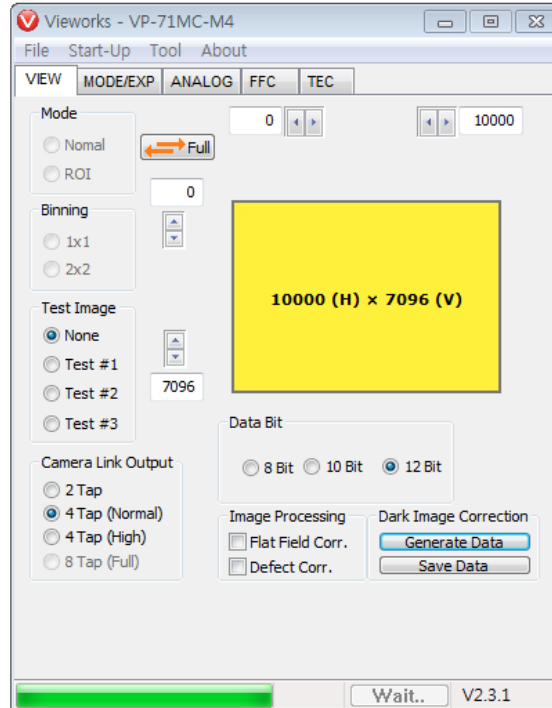 Vieworks - VP-71MC-M4
File Start-Up Tool About
VIEW MODE/EXP ANALOG FFC TEC
Mode
Nomal
ROI
Full
0
10000
0
Binning
1x1
2x2
10000 (H) × 7096 (V)
Test Image
None
Test #1
Test #2
Test #3
7096
Data Bit
8 Bit 10 Bit 12 Bit
Camera Link Output
2 Tap
4 Tap (Normal)
4 Tap (High)
8 Tap (Full)
Image Processing
Flat Field Corr.
Defect Corr.
Dark Image Correction
Generate Data
Save Data
Wait.. V2.3.1